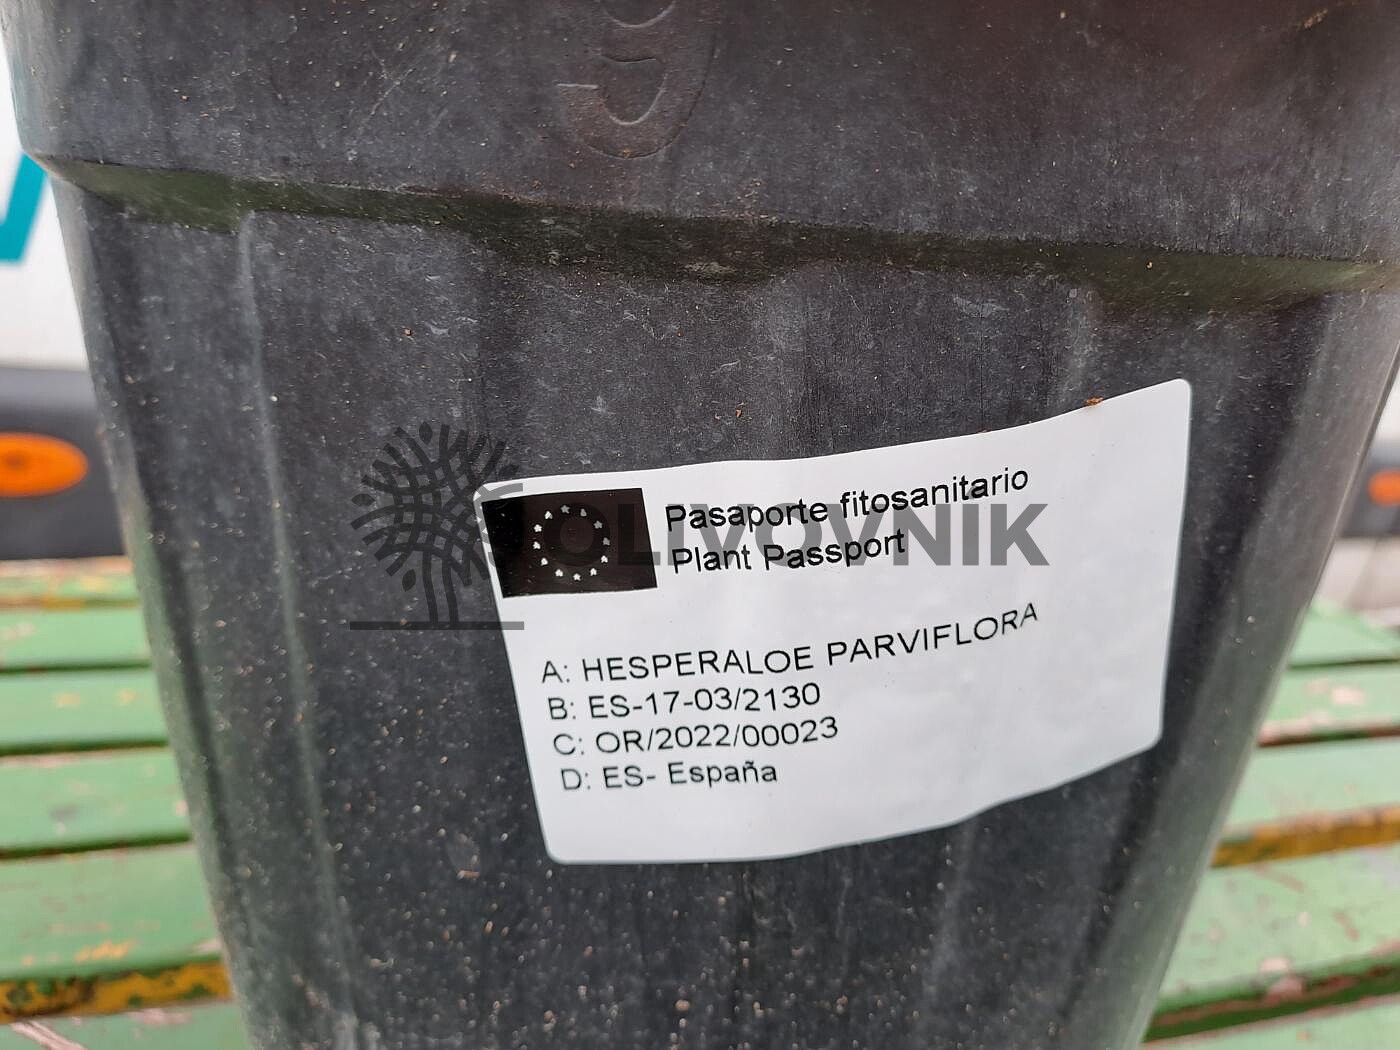 Pasaporte fitosanitario
Plant Passport
OLIVOVNIK
A: HESPERALOE PARVIFLORA
B: ES-17-03/2130
C: OR/2022/00023
D: ES- España